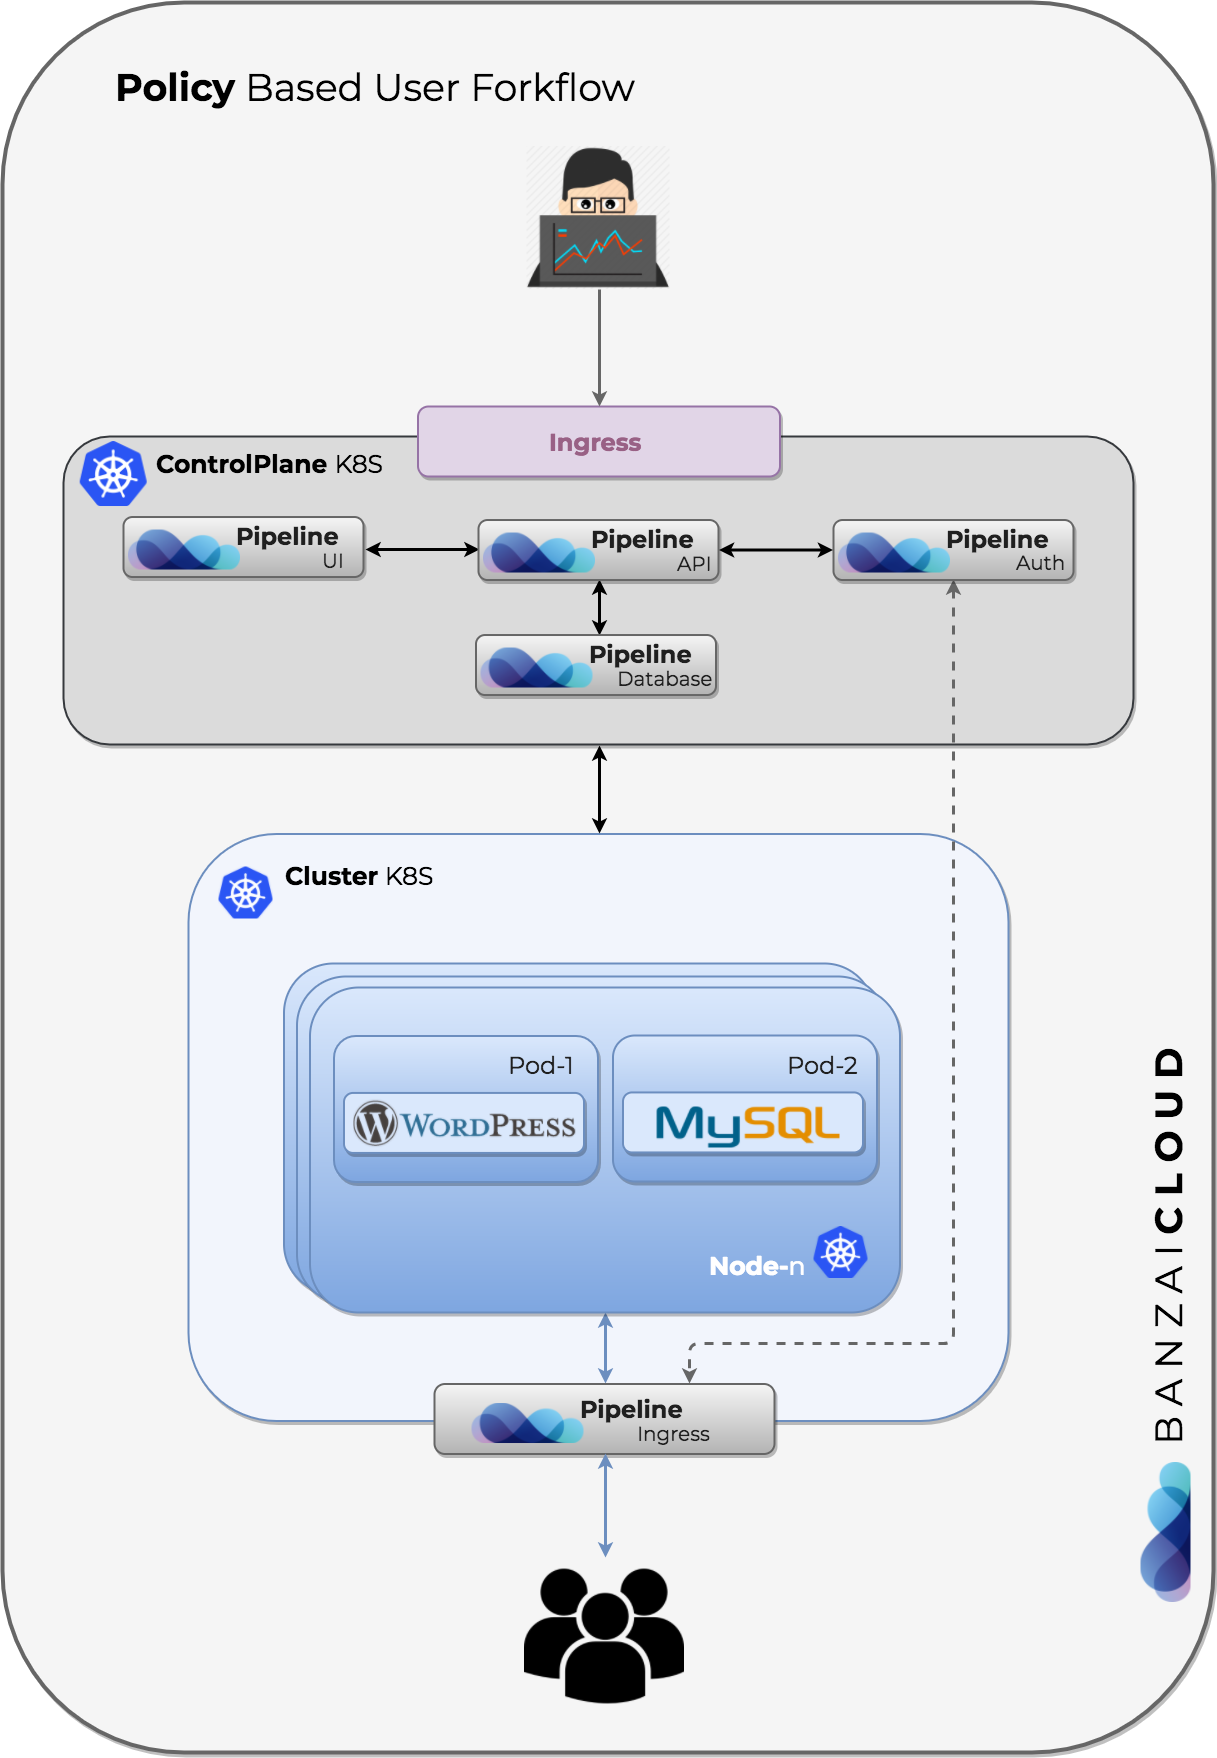 Policy Based User Forkflow
Ingress
ControlPlane K8S
Pipeline
UI
Pipeline
API
Pipeline
Auth
Pipeline
Database
Cluster K8S
Pod-1
WORDPRESS
Pod-2
MySQL
Node-n
Pipeline
Ingress
BANZAICLOUD